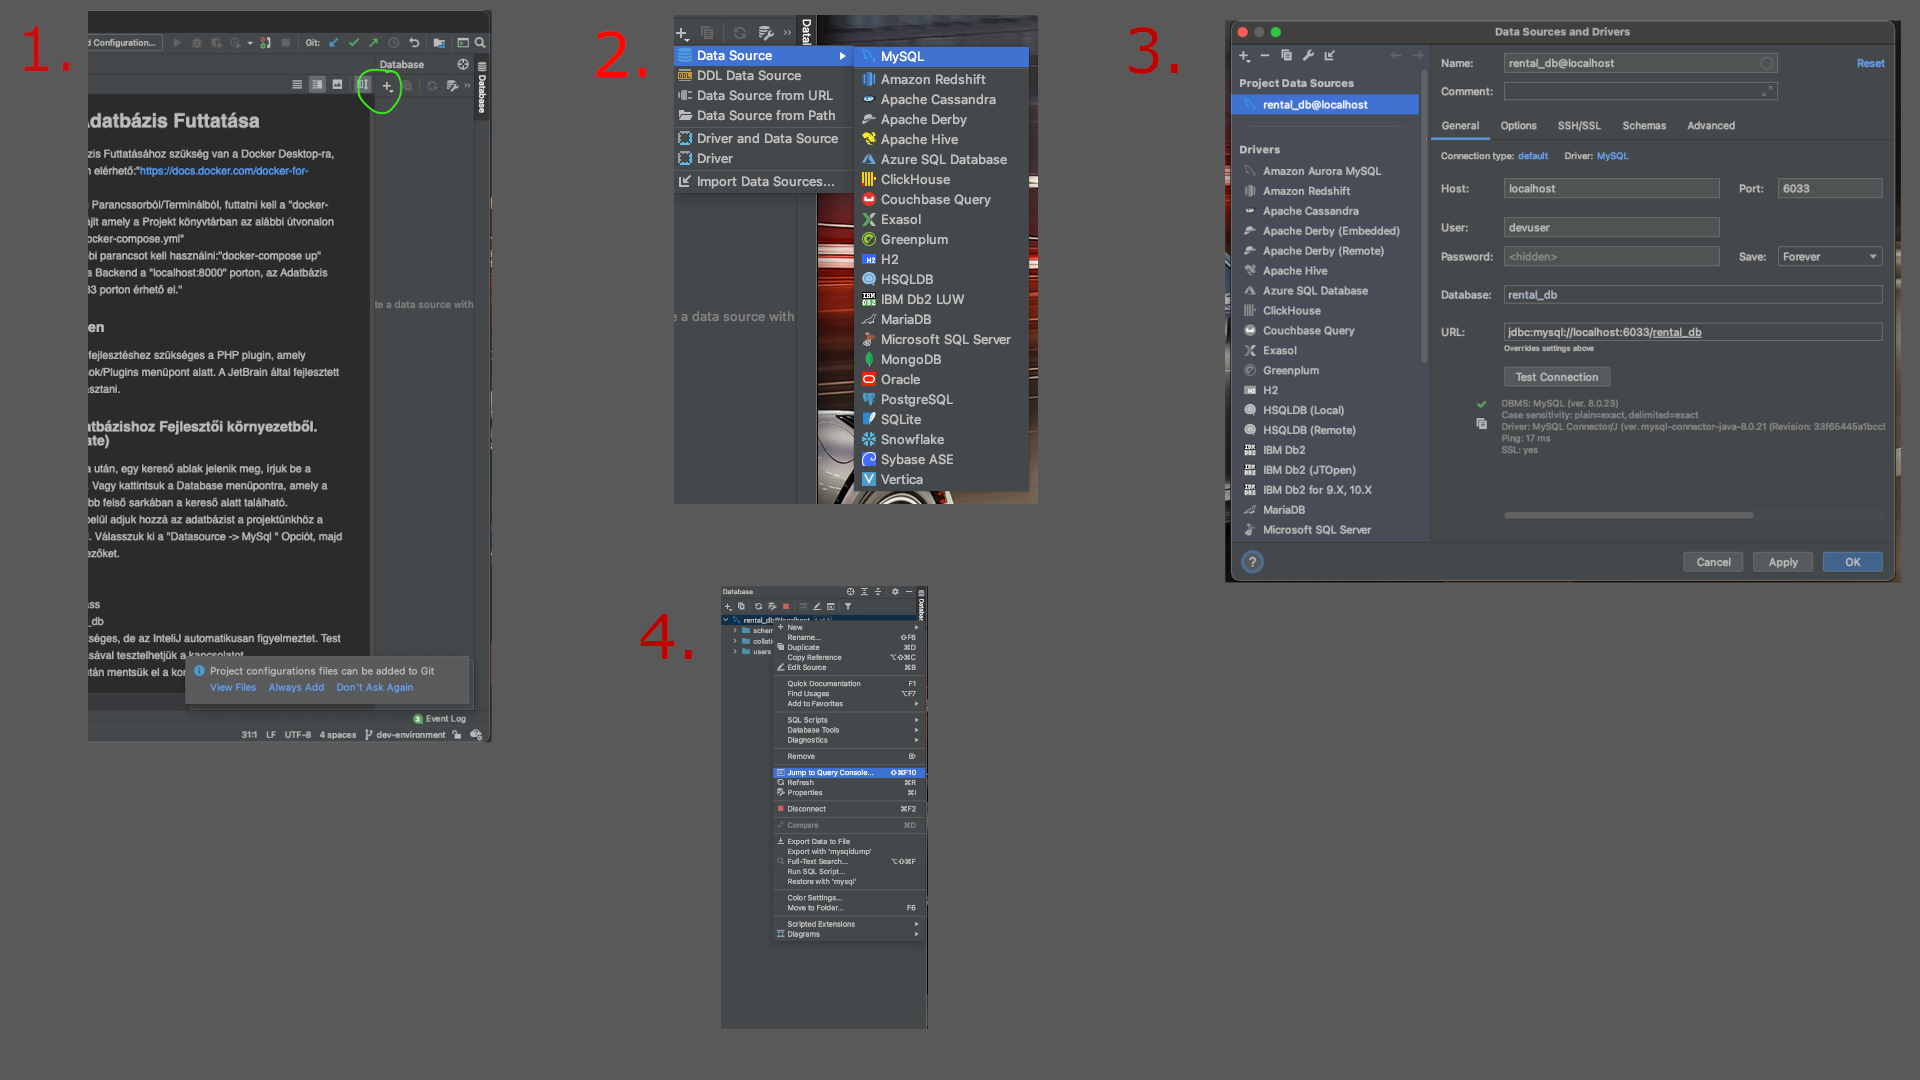 1.
d Configuration...
Git:
Database
Database
Adatbázis Futtatása
zis Futtatásához szükség van a Docker Desktop-ra,
n elérhető:"https://docs.docker.com/docker-for-
Parancssorból/Terminálból, futtatni kell a "docker-
ájlt amely a Projekt könyvtárban az alábbi útvonalon
ocker-compose.yml"
bi parancsot kell használni:"docker-compose up"
a Backend a "localhost:8000" porton, az Adatbázis
33 porton érhető el."
te a data source with
en
fejlesztéshez szükséges a PHP plugin, amely
ok/Plugins menüpont alatt. A JetBrain által fejlesztett
asztani.
tbázishoz Fejlesztői környezetből.
ate)
a után, egy kereső ablak jelenik meg, írjuk be a
. Vagy kattintsuk a Database menüpontra, amely a
bb felső sarkában a kereső alatt található.
pelül adjuk hozzá az adatbázist a projektünkhöz a
l. Válasszuk ki a "Datasource -> MySql " Opciót, majd
ezőket.
ass
_db
séges, de az InteliJ automatikusan figyelmeztet. Test
ásával tesztelhetjük a kapcsolatot
tán mentsük el a kor
Project configurations files can be added to Git
View Files Always Add Don't Ask Again
3 Event Log
31:1 LF UTF-8 4 spaces dev-environment
2.
Datal
Data Source
DDL Data Source
Data Source from URL
Data Source from Path
Driver and Data Source
Driver
Import Data Sources...
e a data source with
MySQL
Amazon Redshift
Apache Cassandra
Apache Derby
Apache Hive
Azure SQL Database
ClickHouse
Couchbase Query
Exasol
Greenplum
H2
HSQLDB
IBM Db2 LUW
MariaDB
Microsoft SQL Server
MongoDB
Oracle
PostgreSQL
SQLite
Snowflake
Sybase ASE
Vertica
3.
Data Sources and Drivers
Project Data Sources
rental_db@localhost
Drivers
Amazon Aurora MySQL
Amazon Redshift
Apache Cassandra
Apache Derby (Embedded)
Apache Derby (Remote)
Apache Hive
Azure SQL Database
ClickHouse
Couchbase Query
Exasol
Greenplum
H2
HSQLDB (Local)
HSQLDB (Remote)
IBM Db2
IBM Db2 (JTOpen)
IBM Db2 for 9.X, 10.X
MariaDB
Microsoft SQL Server
Name: rental_db@localhost Reset
Comment:
General Options SSH/SSL Schemas Advanced
Connection type: default Driver: MySQL
Host: localhost Port: 6033
User: devuser
Password: <hidden> Save: Forever
Database: rental_db
URL: jdbc:mysql://localhost:6033/rental_db
Overrides settings above
Test Connection
DBMS: MySQL (ver. 8.0.23)
Case sensitivity: plain=exact, delimited=exact
Driver: MySQL Connector/J (ver. mysql-connector-java-8.0.21 (Revision: 33f65445a1bcc!
Ping: 17 ms
SSL: yes
? Cancel Apply OK
4.
Database
Databas
rental_db@localhost
schem
collati
users
New
Rename... ⇧F6
Duplicate ⌘D
Copy Reference ⌥⇧⌘C
Edit Source ⌘B
Quick Documentation F1
Find Usages ⌥F7
Add to Favorites
SQL Scripts
Database Tools
Diagnostics
Remove
Jump to Query Console... ⇧⌘F10
Refresh ⌘R
Properties ⌘I
Disconnect ⌘F2
Compare ⌘D
Export Data to File
Export with 'mysqldump'
Full-Text Search... ⌥⇧⌘F
Run SQL Script...
Restore with 'mysql'
Color Settings...
Move to Folder... F6
Scripted Extensions
Diagrams